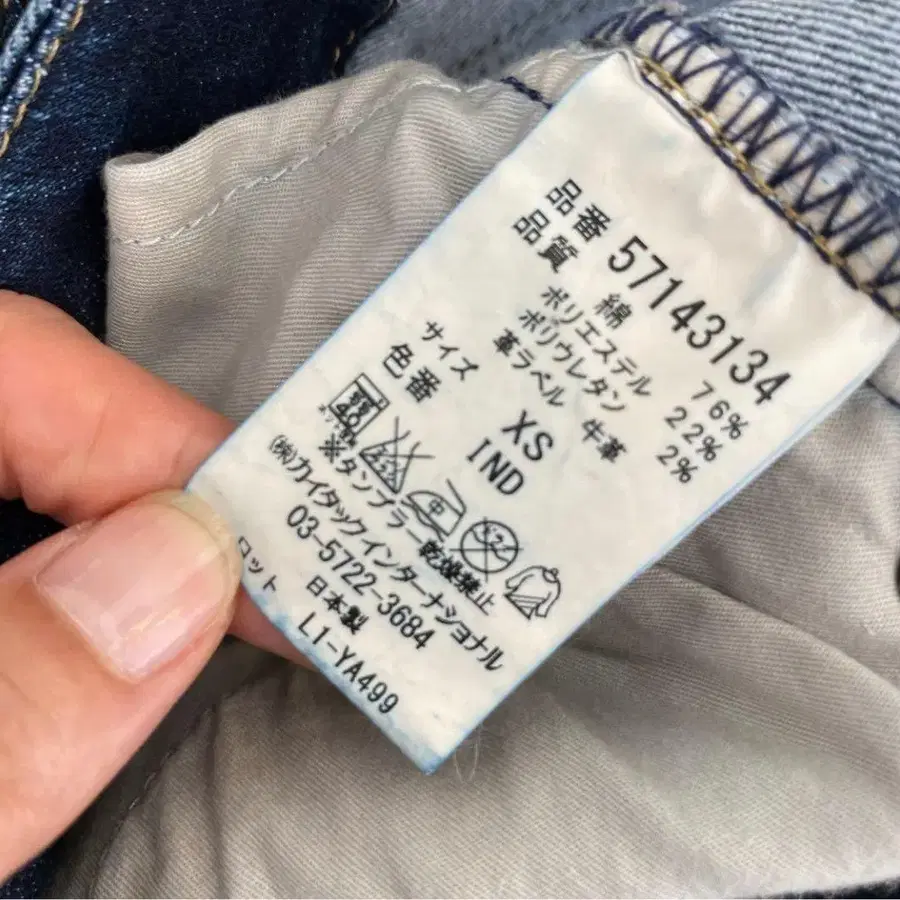 品番 57143134
品質 綿 76%
ポリエステル 22%
ポリウレタン 2%
革ラベル 牛革
サイズ XS
色番 IND
40 中
※タンブラー乾燥禁止
(株)カイタックインターナショナル
03-5722-3684
日本製
ロット L1-YA499